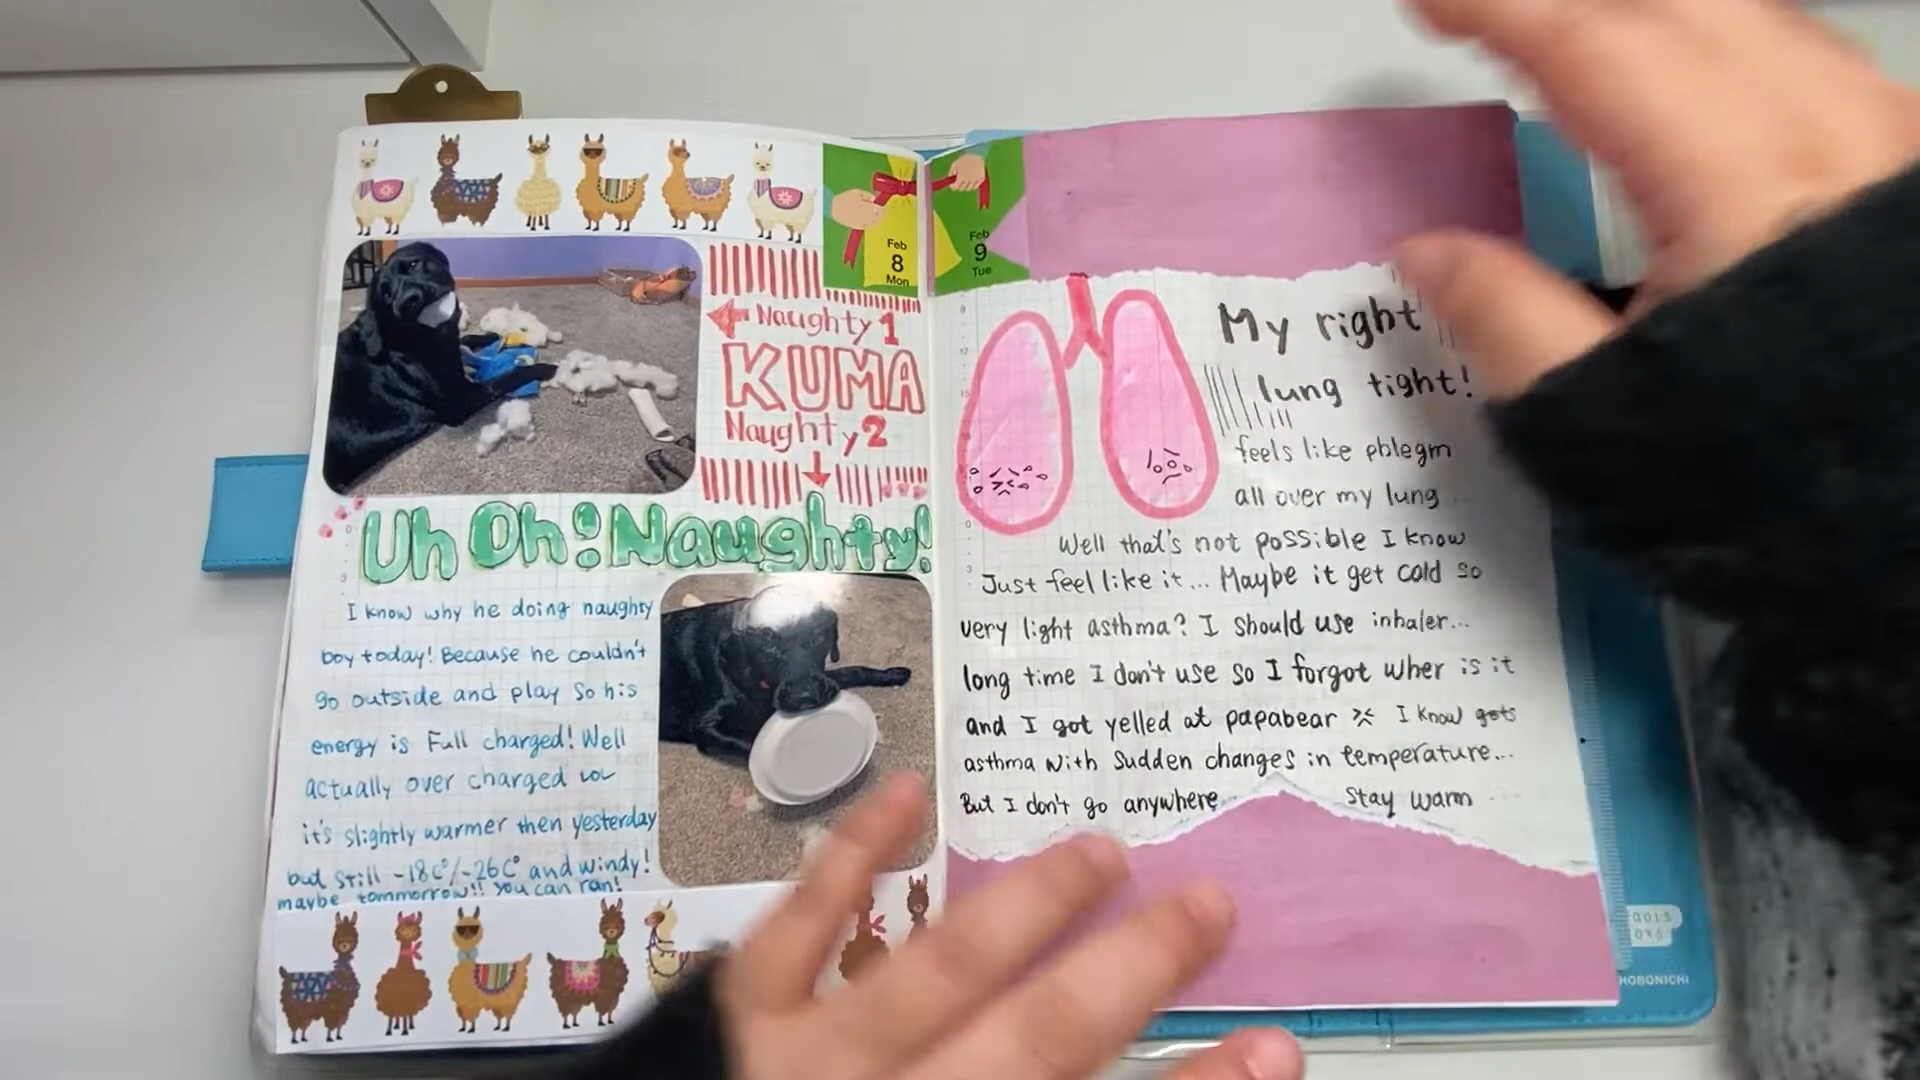 Feb
8
Mon
Naughty 1
KUMA
Naughty 2
Uh Oh! Naughty!
I know why he doing naughty
boy today! Because he couldn't
go outside and play so his
energy is Full charged! Well
actually over charged LOL
it's slightly warmer then yesterday
but still -18c°/-26c° and windy!
maybe tommorrow!! you can ran!
Feb
9
Tue
My right
lung tight!
feels like phlegm
all over my lung
Well that's not possible I know
Just feel like it... Maybe it get cold so
very light asthma? I should use inhaler...
long time I don't use so I forgot wher is it
and I got yelled at papabear I know gets
asthma with sudden changes in temperature...
But I don't go anywhere... Stay warm
HOBONICHI